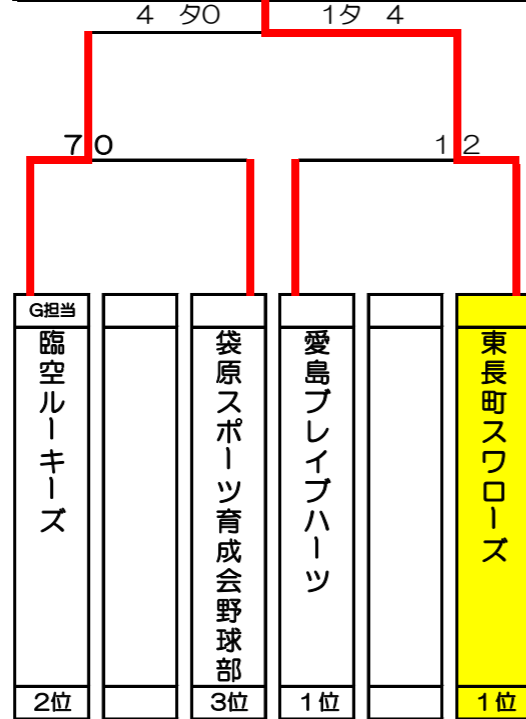 4 タ0 1タ 4
7 0 1 2
G担当
臨空ルーキーズ
袋原スポーツ育成会野球部
愛島ブレイブハーツ
東長町スワローズ
2位 3位 1位 1位